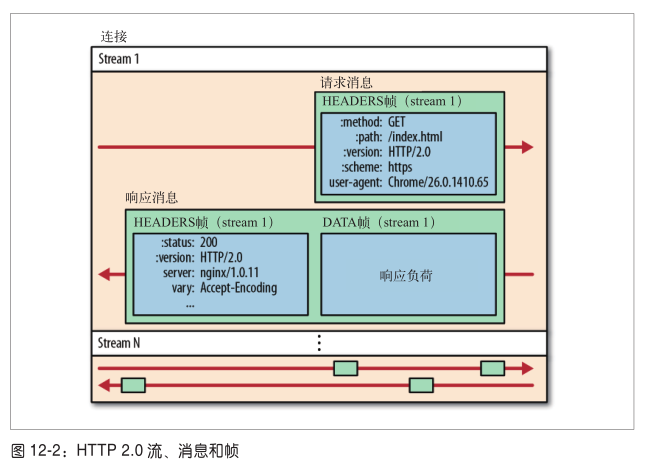 连接
Stream 1
请求消息
HEADERS帧（stream 1）
:method: GET
:path: /index.html
:version: HTTP/2.0
:scheme: https
user-agent: Chrome/26.0.1410.65
响应消息
HEADERS帧（stream 1） DATA帧（stream 1）
:status: 200
:version: HTTP/2.0
server: nginx/1.0.11
vary: Accept-Encoding
...
响应负荷
Stream N
图 12-2：HTTP 2.0 流、消息和帧